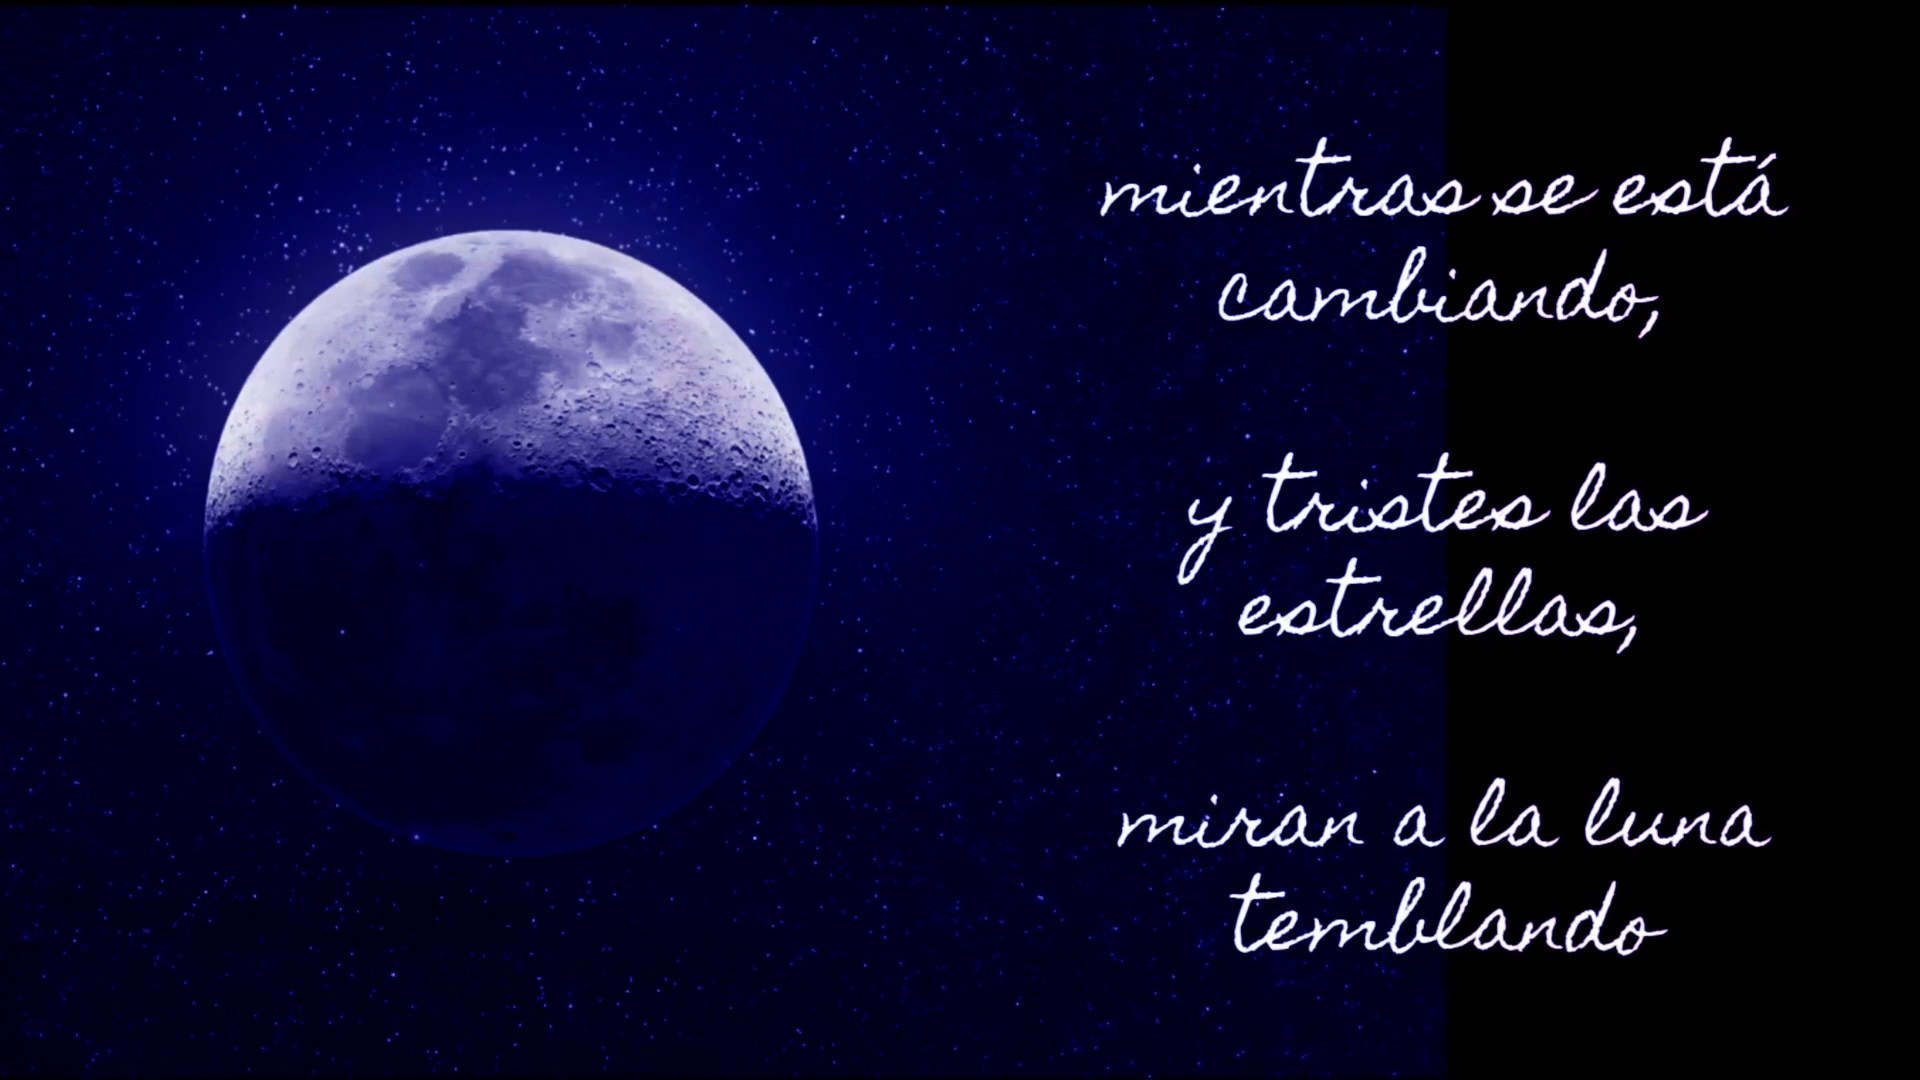 mientras se está
cambiando,
y tristes las
estrellas,
miran a la luna
temblando